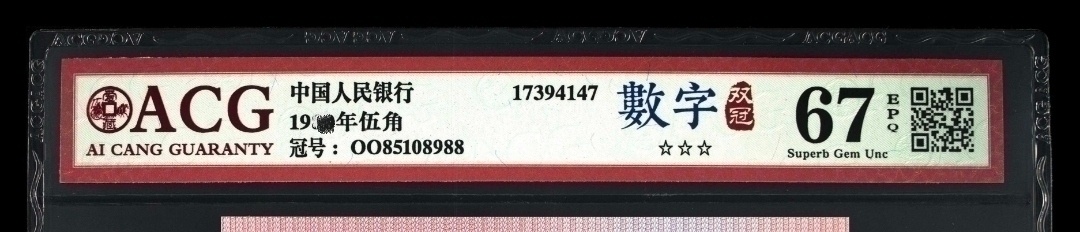 ACG
AI CANG GUARANTY
中国人民银行
19 年伍角
冠号：OO85108988
17394147
數字
双冠
☆☆☆
67
EPQ
Superb Gem Unc